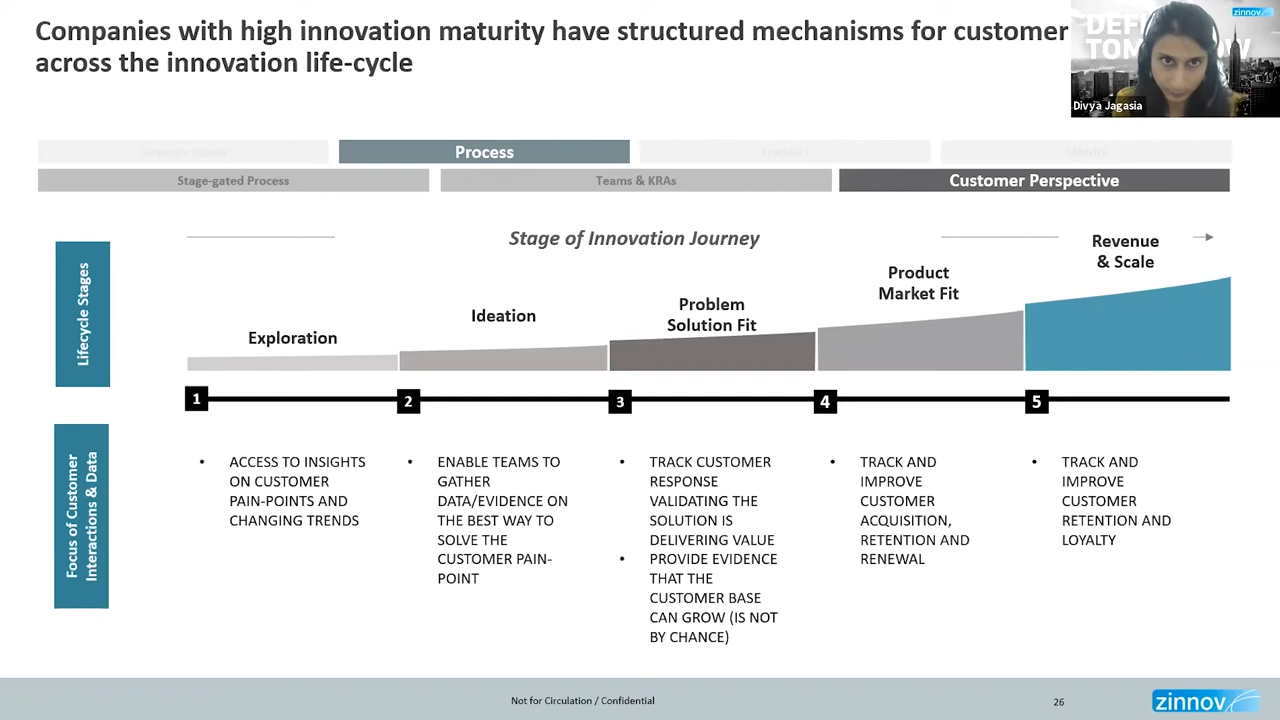 Companies with high innovation maturity have structured mechanisms for customer
across the innovation life-cycle
zinnov
Divya Jagasia
Process
Metrics
Stage-gated Process
Teams & KRAs
Customer Perspective
Stage of Innovation Journey
Lifecycle Stages
Exploration
Ideation
Problem
Solution Fit
Product
Market Fit
Revenue
& Scale
1
2
3
4
5
Focus of Customer
Interactions & Data
• ACCESS TO INSIGHTS
ON CUSTOMER
PAIN-POINTS AND
CHANGING TRENDS
• ENABLE TEAMS TO
GATHER
DATA/EVIDENCE ON
THE BEST WAY TO
SOLVE THE
CUSTOMER PAIN-
POINT
• TRACK CUSTOMER
RESPONSE
VALIDATING THE
SOLUTION IS
DELIVERING VALUE
• PROVIDE EVIDENCE
THAT THE
CUSTOMER BASE
CAN GROW (IS NOT
BY CHANCE)
• TRACK AND
IMPROVE
CUSTOMER
ACQUISITION,
RETENTION AND
RENEWAL
• TRACK AND
IMPROVE
CUSTOMER
RETENTION AND
LOYALTY
Not for Circulation / Confidential
26
zinnov